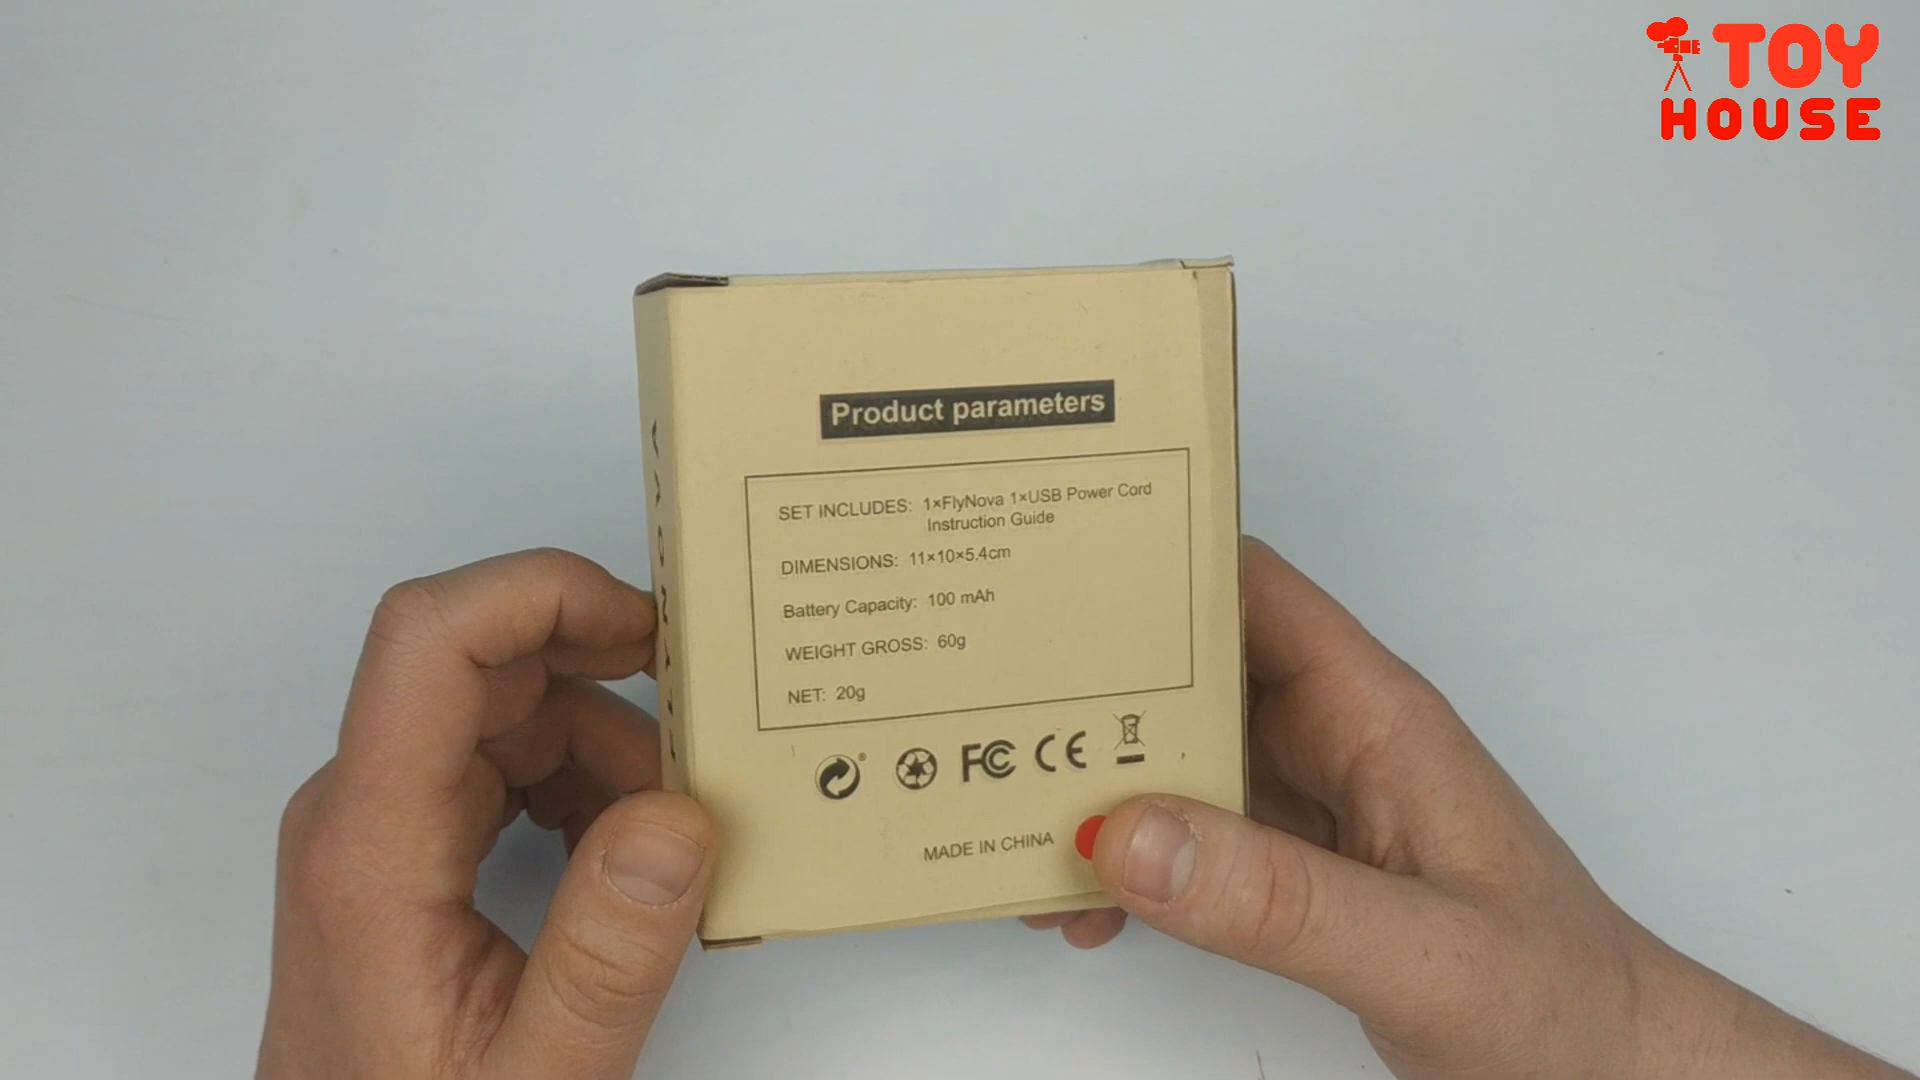 TOY
HOUSE
Product parameters
SET INCLUDES: 1×FlyNova 1×USB Power Cord
Instruction Guide
DIMENSIONS: 11×10×5.4cm
Battery Capacity: 100 mAh
WEIGHT GROSS: 60g
NET: 20g
FC CE
MADE IN CHINA
FLYNOVA